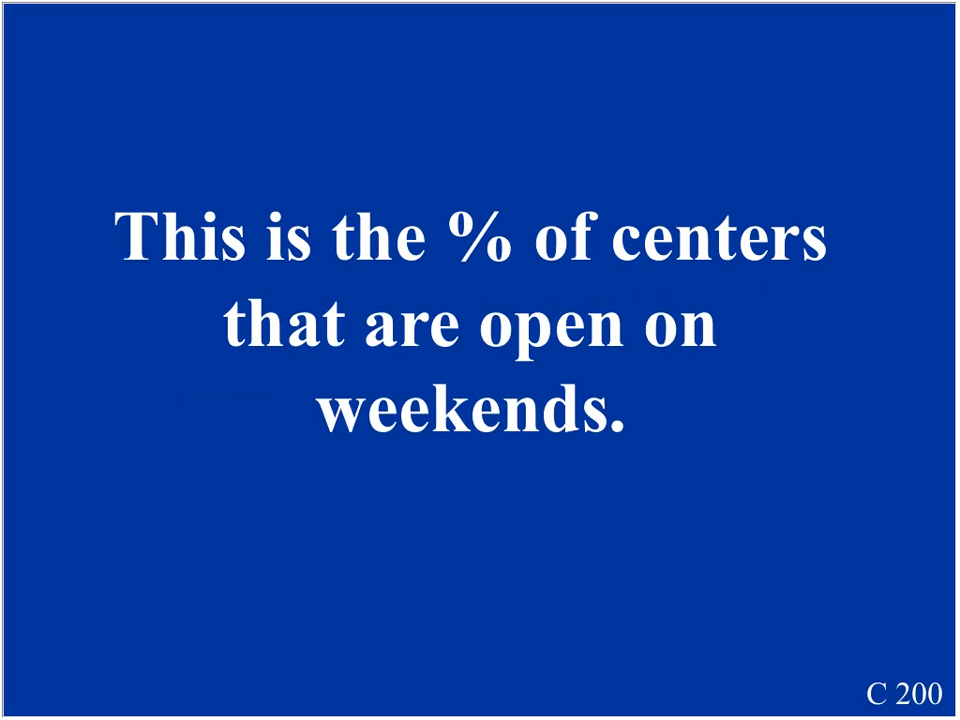 This is the % of centers
that are open on
weekends.
C 200